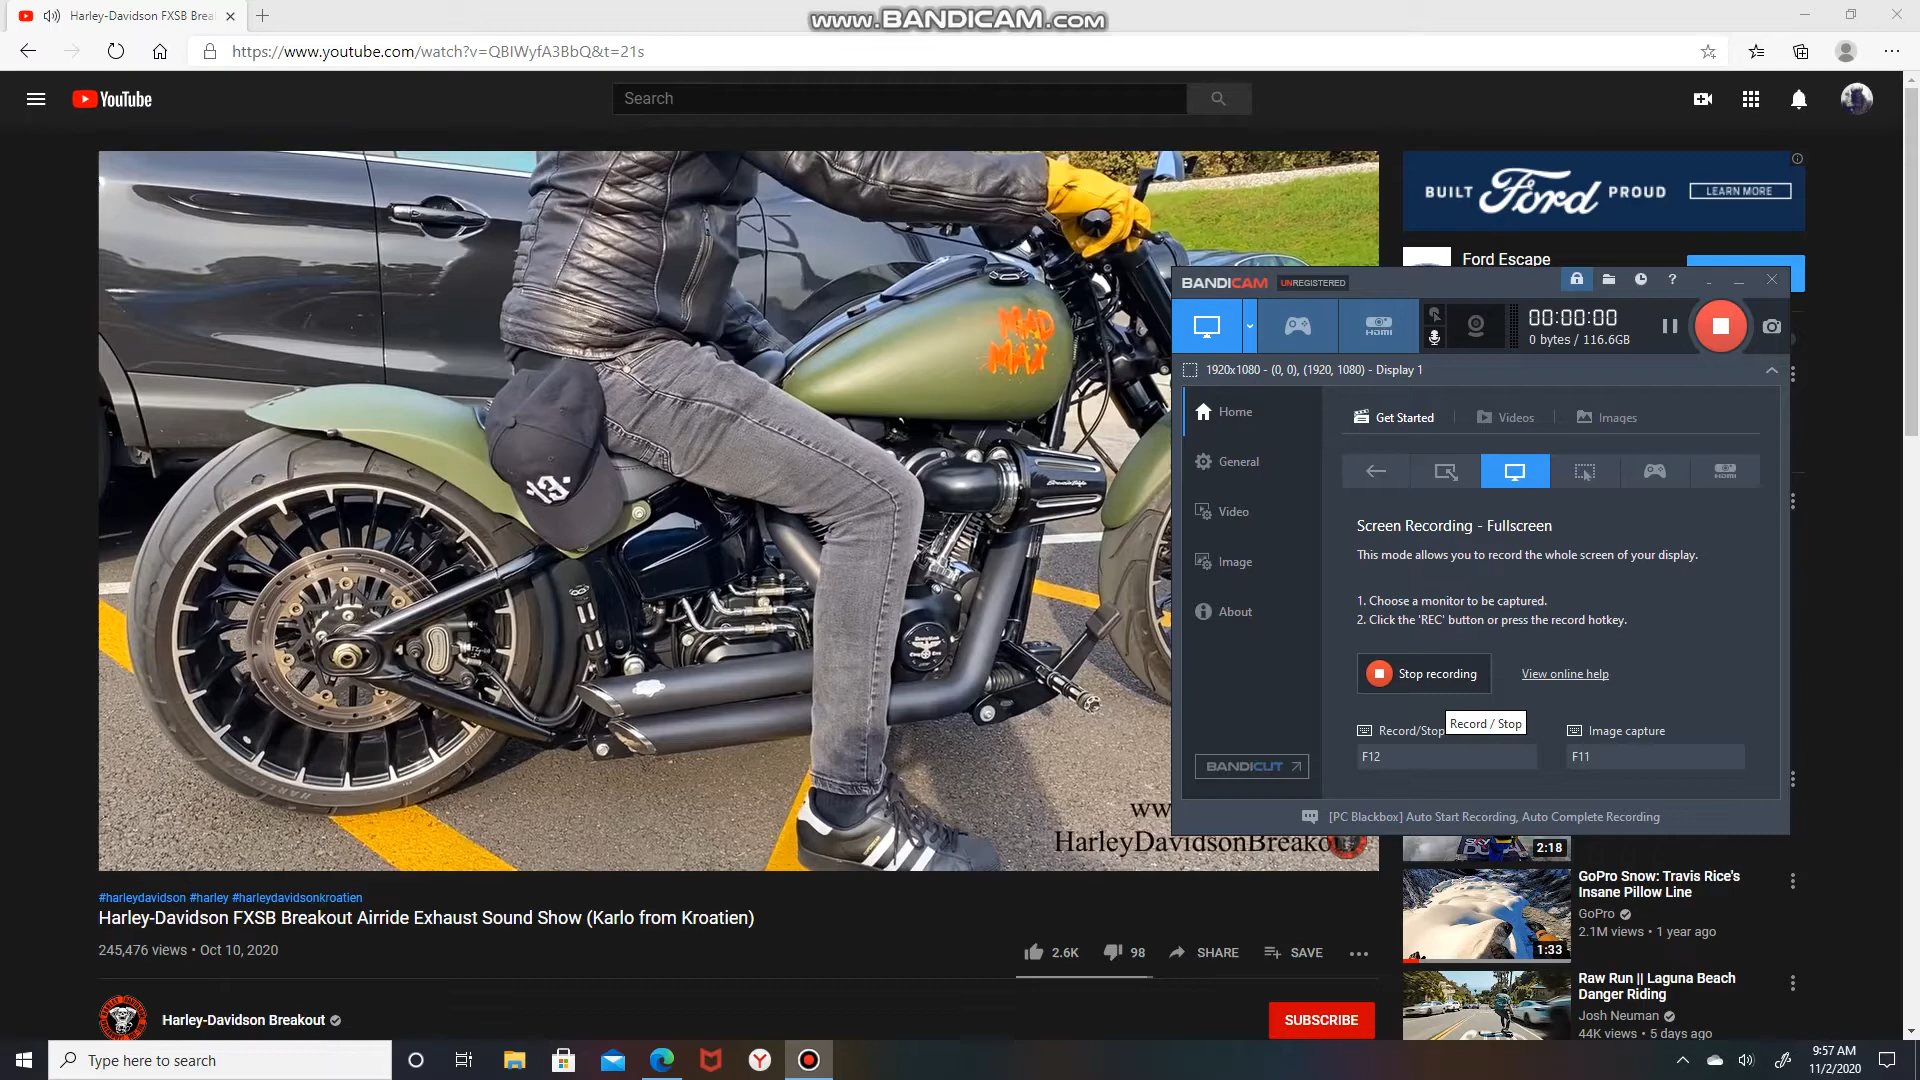 Harley-Davidson FXSB Brea
www.BANDICAM.com
https://www.youtube.com/watch?v=QBIWyfA3BbQ&t=21s
YouTube
Search
BUILT Ford PROUD
LEARN MORE
Ford Escape
MAD
MAX
13.
HarleyDavidsonBreako
BANDICAM
UNREGISTERED
HDMI
00:00:00
0 bytes / 116.6GB
1920x1080 - (0, 0), (1920, 1080) - Display 1
Home
General
Video
Image
About
BANDICUT
Get Started
Videos
Images
HDMI
Screen Recording - Fullscreen
This mode allows you to record the whole screen of your display.
1. Choose a monitor to be captured.
2. Click the 'REC' button or press the record hotkey.
Stop recording
View online help
Record/Stop
Record / Stop
Image capture
F12
F11
[PC Blackbox] Auto Start Recording, Auto Complete Recording
#harleydavidson #harley #harleydavidsonkroatien
Harley-Davidson FXSB Breakout Airride Exhaust Sound Show (Karlo from Kroatien)
245,476 views • Oct 10, 2020
2.6K
98
SHARE
SAVE
Harley-Davidson Breakout
SUBSCRIBE
2:18
GoPro Snow: Travis Rice's
Insane Pillow Line
GoPro
2.1M views • 1 year ago
1:33
Raw Run || Laguna Beach
Danger Riding
Josh Neuman
44K views • 5 days ago
Type here to search
9:57 AM
11/2/2020